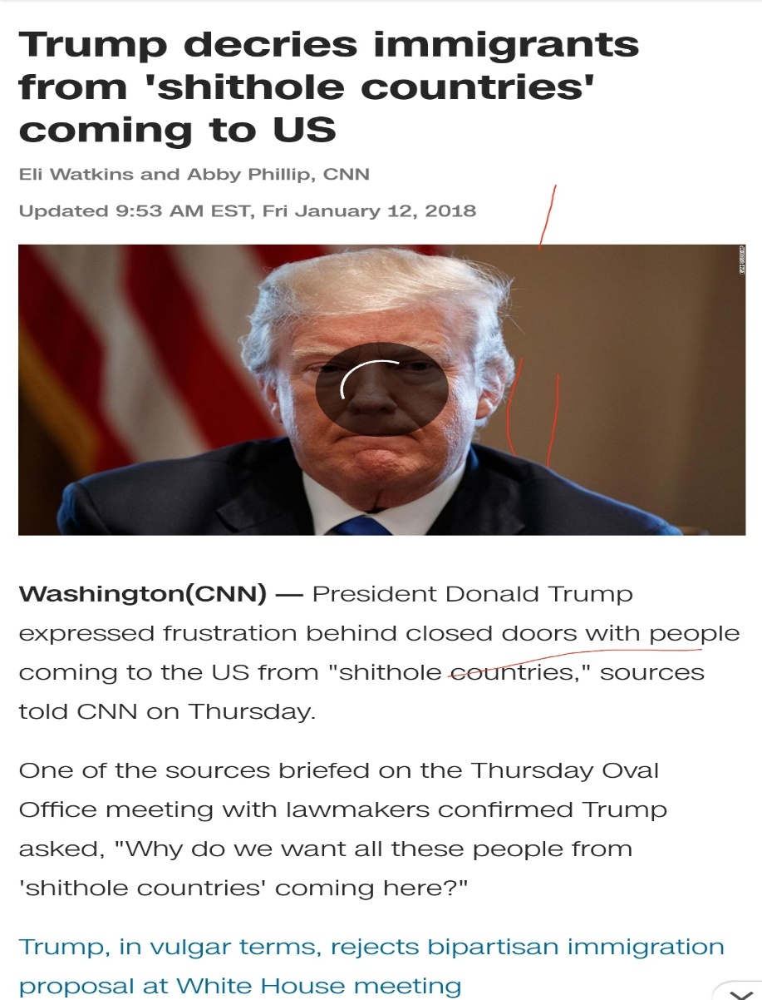 Trump decries immigrants
from 'shithole countries'
coming to US
Eli Watkins and Abby Phillip, CNN
Updated 9:53 AM EST, Fri January 12, 2018
Washington(CNN) — President Donald Trump
expressed frustration behind closed doors with people
coming to the US from "shithole countries," sources
told CNN on Thursday.
One of the sources briefed on the Thursday Oval
Office meeting with lawmakers confirmed Trump
asked, "Why do we want all these people from
'shithole countries' coming here?"
Trump, in vulgar terms, rejects bipartisan immigration
proposal at White House meeting